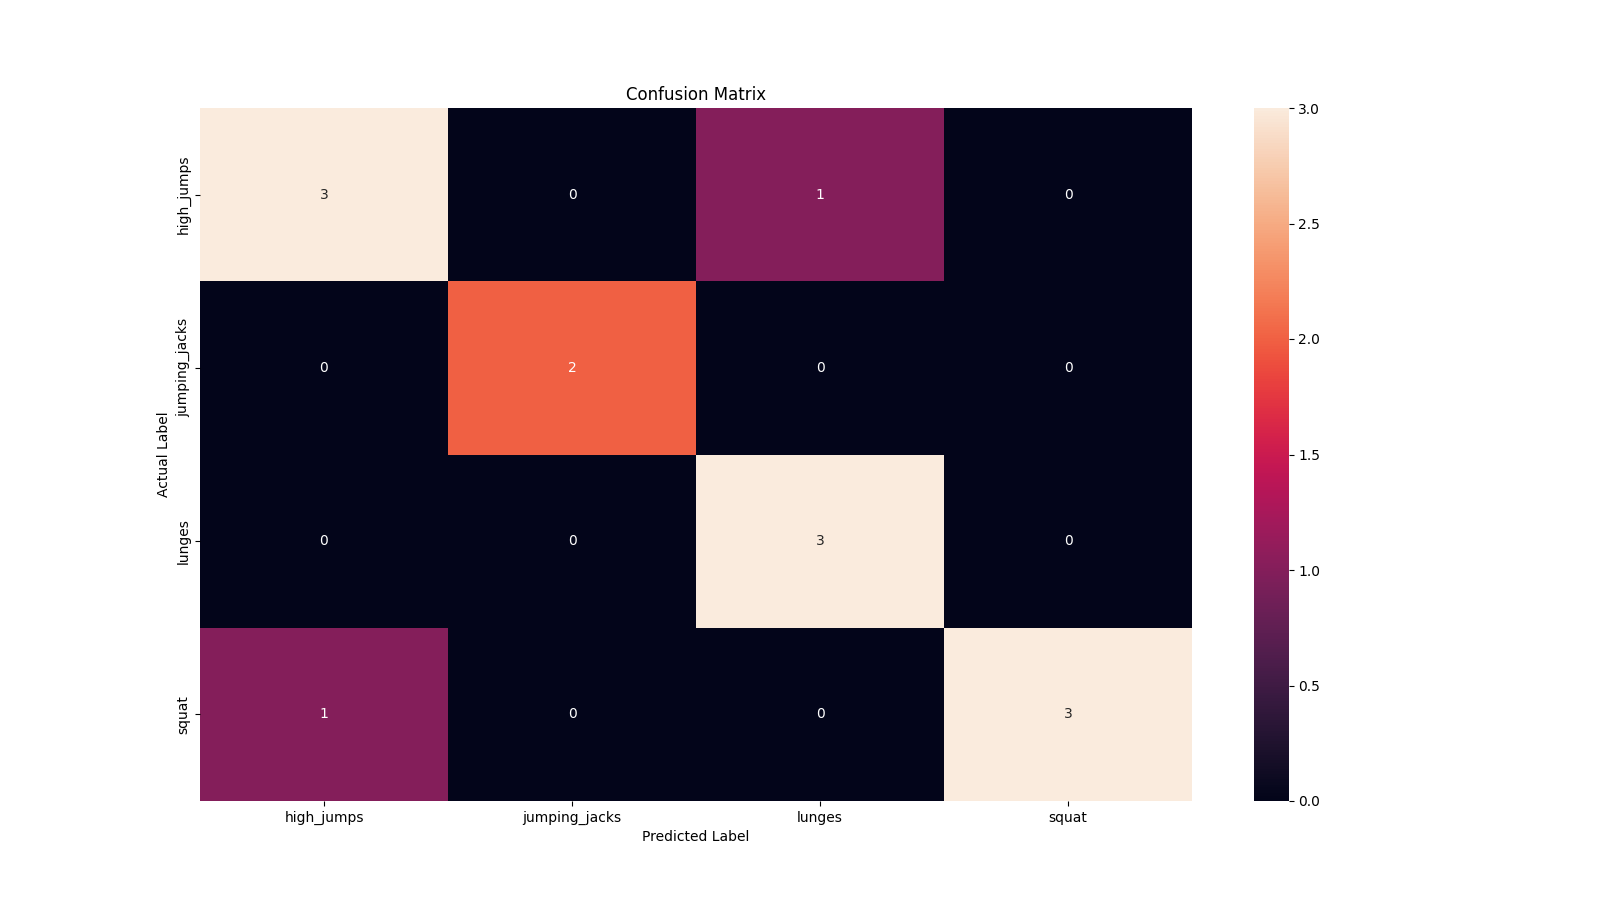 Confusion Matrix
Actual Label
high_jumps 3 0 1 0
jumping_jacks 0 2 0 0
lunges 0 0 3 0
squat 1 0 0 3
high_jumps jumping_jacks lunges squat
Predicted Label
3.0
2.5
2.0
1.5
1.0
0.5
0.0